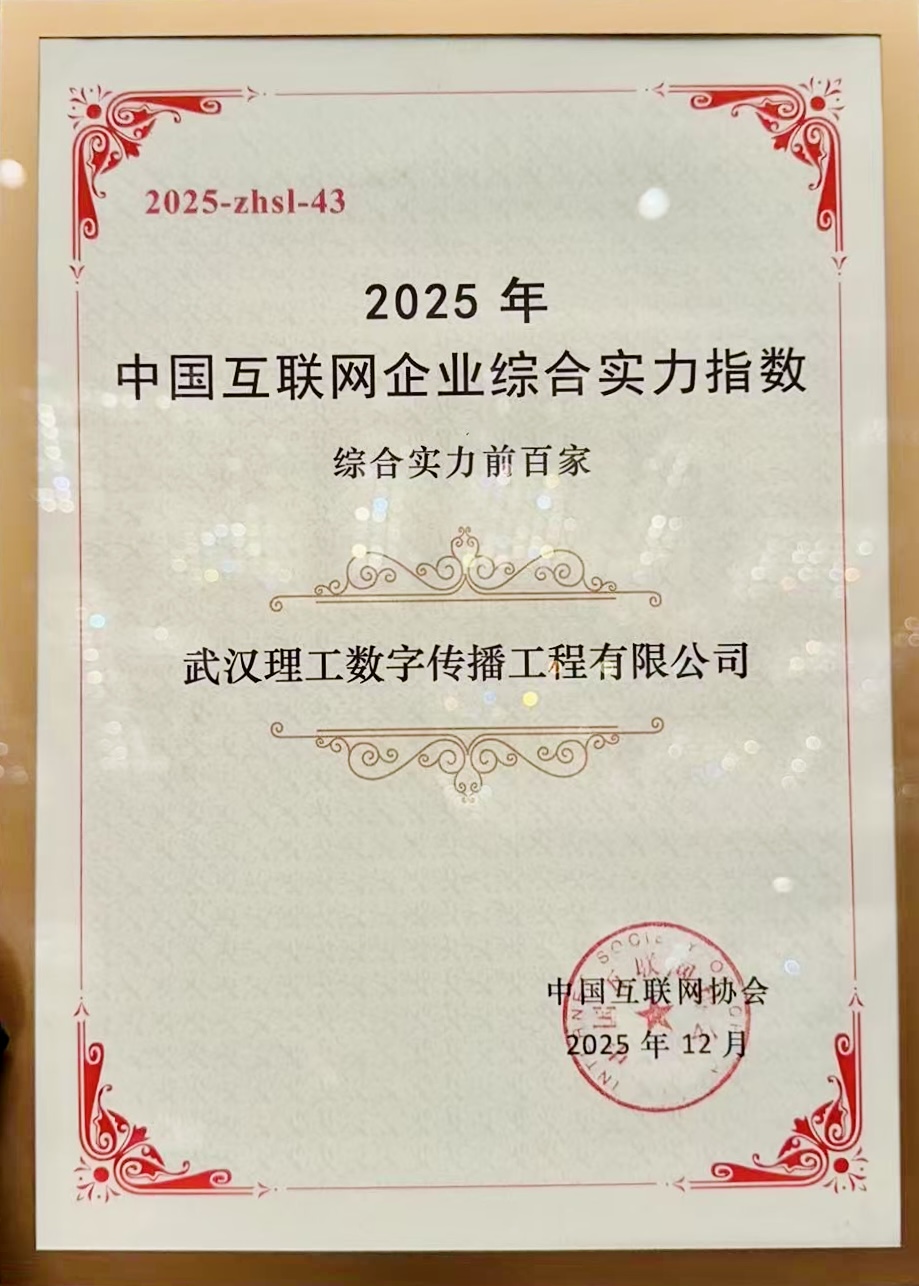 2025-zhsl-43
2025 年
中国互联网企业综合实力指数
综合实力前百家
武汉理工数字传播工程有限公司
中国互联网协会
2025 年 12 月